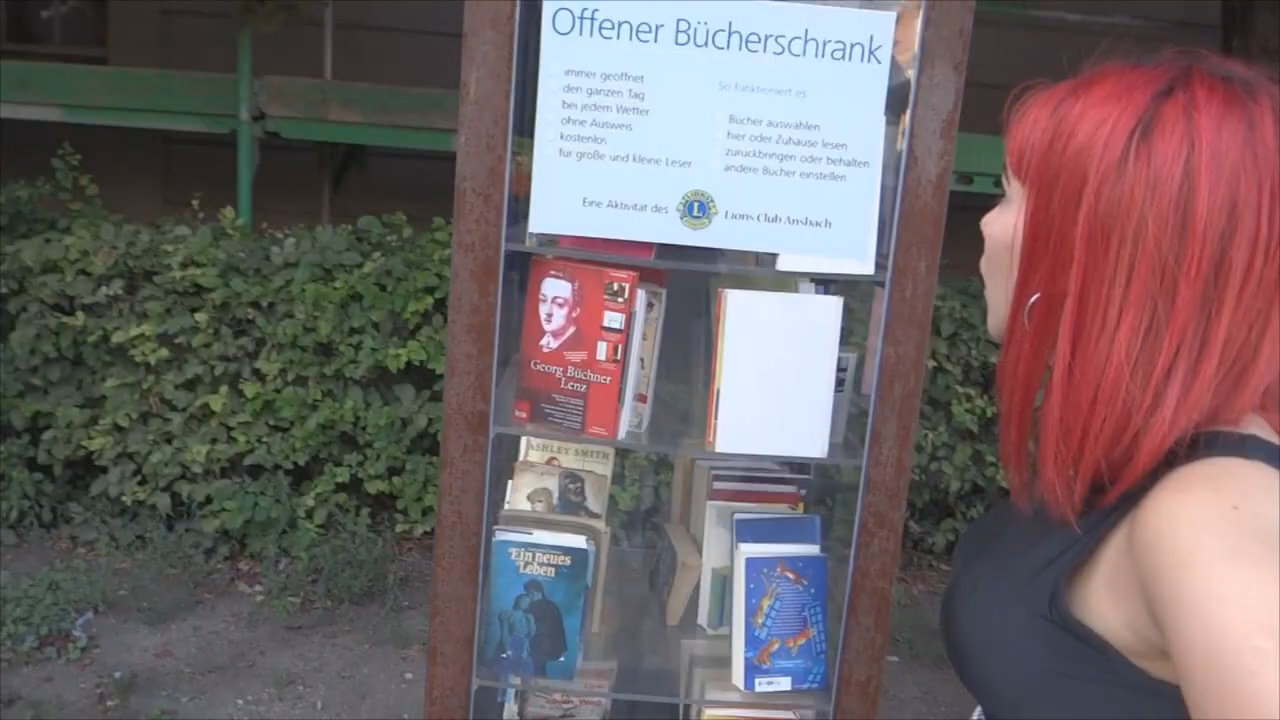 Offener Bücherschrank
immer geöffnet
den ganzen Tag
bei jedem Wetter
ohne Ausweis
kostenlos
für große und kleine Leser
So funktioniert es
Bücher auswählen
hier oder Zuhause lesen
zurückbringen oder behalten
andere Bücher einstellen
Eine Aktivität des
LIONS
L
Lions Club Ansbach
Georg Büchner
Lenz
ASHLEY SMITH
Ein neues
Leben